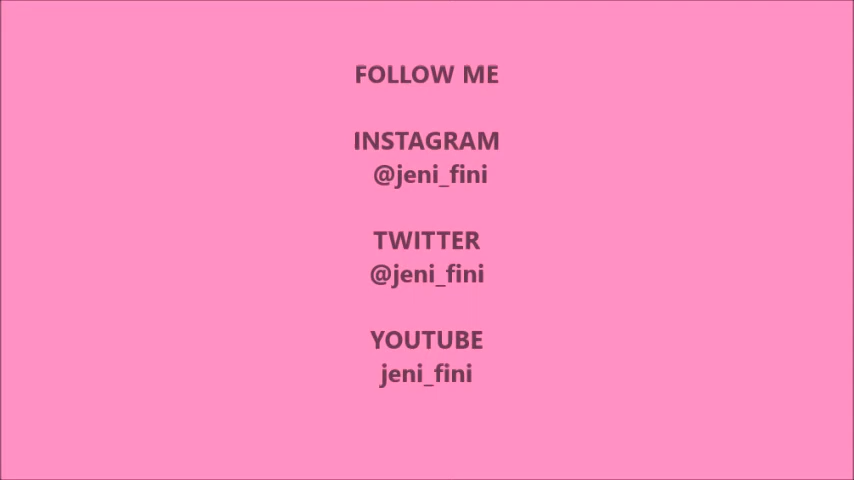 FOLLOW ME
INSTAGRAM
@jeni_fini
TWITTER
@jeni_fini
YOUTUBE
jeni_fini